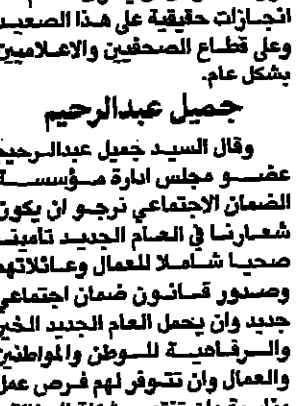 انجازات حقيقية على هذا الصعيد
وعلى قطاع الصحفيين والاعلاميين
بشكل عام.
جميل عبدالرحيم
وقال السيد جميل عبدالرحيم
عضو مجلس ادارة مؤسسة
الضمان الاجتماعي نرجو ان يكون
شعارنا في العام الجديد تامينا
صحيا شاملا للعمال وعائلاتهم
وصدور قانون ضمان اجتماعي
جديد وان يحمل العام الجديد الخير
والرفاهية للوطن والمواطنين
والعمال وان تتوفر لهم فرص عمل